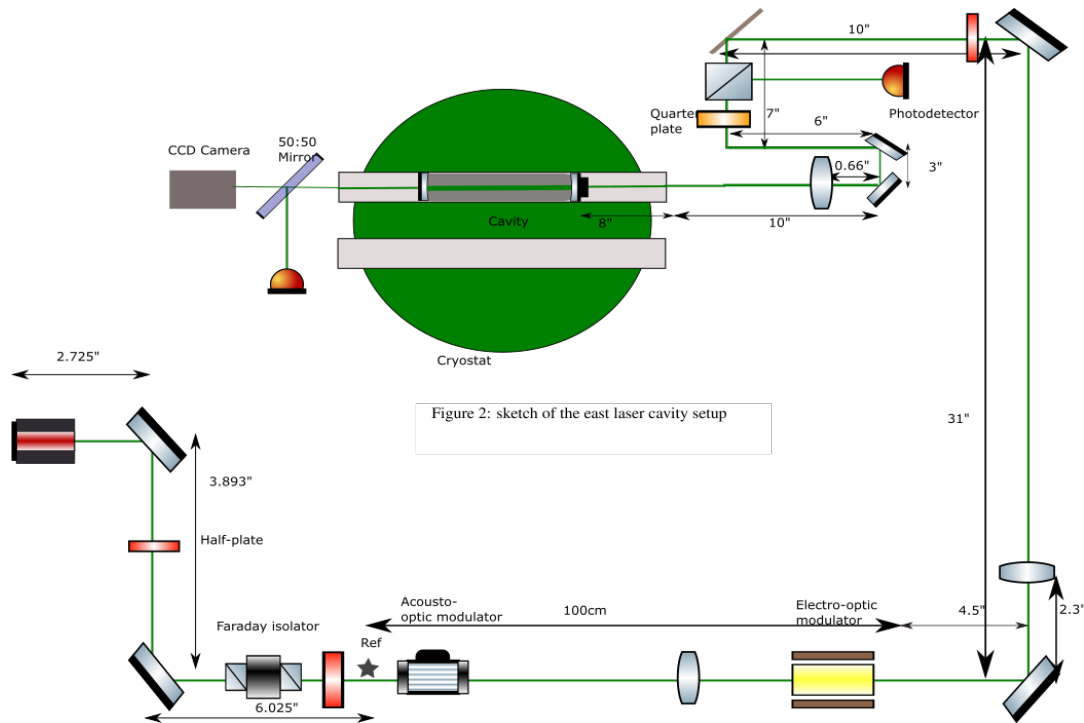 10"
Quarter
plate
7"
Photodetector
6"
50:50
Mirror
CCD Camera
0.66"
3"
Cavity
8"
10"
Cryostat
2.725"
Figure 2: sketch of the east laser cavity setup
31"
3.893"
Half-plate
Acousto-
optic modulator
100cm
Electro-optic
modulator
4.5"
2.3'
Faraday isolator
Ref
6.025"